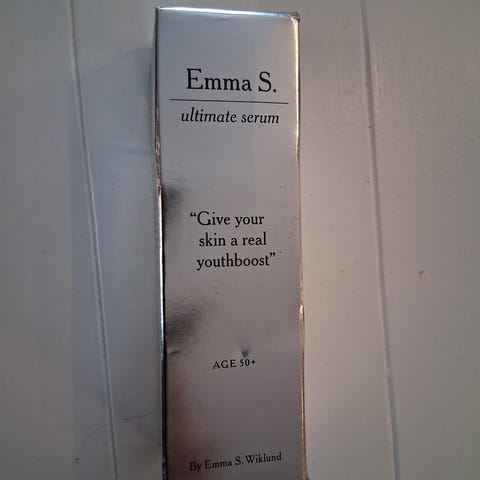 Emma S.
ultimate serum
“Give your
skin a real
youthboost”
AGE 50+
By Emma S. Wiklund